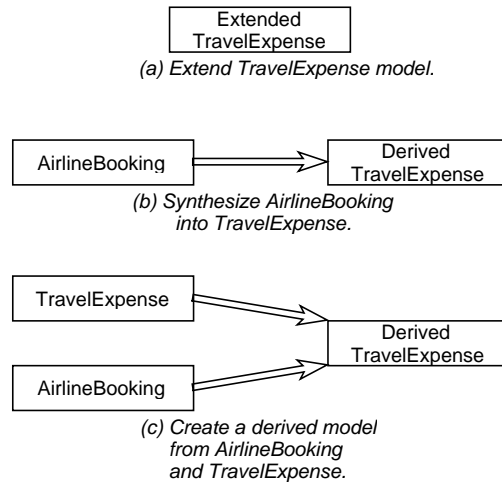 Extended
TravelExpense
(a) Extend TravelExpense model.
AirlineBooking
Derived
TravelExpense
(b) Synthesize AirlineBooking
into TravelExpense.
TravelExpense
Derived
TravelExpense
AirlineBooking
(c) Create a derived model
from AirlineBooking
and TravelExpense.